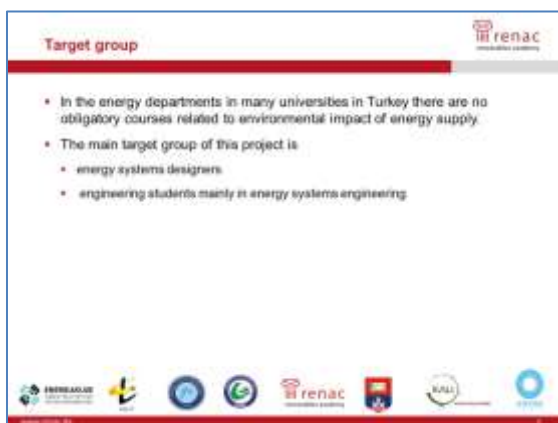 Target group
renac
In the energy departments in many universities in Turkey there are no
obligatory courses related to environmental impact of energy supply.
The main target group of this project is
energy systems designers
engineering students mainly in energy systems engineering.
renac